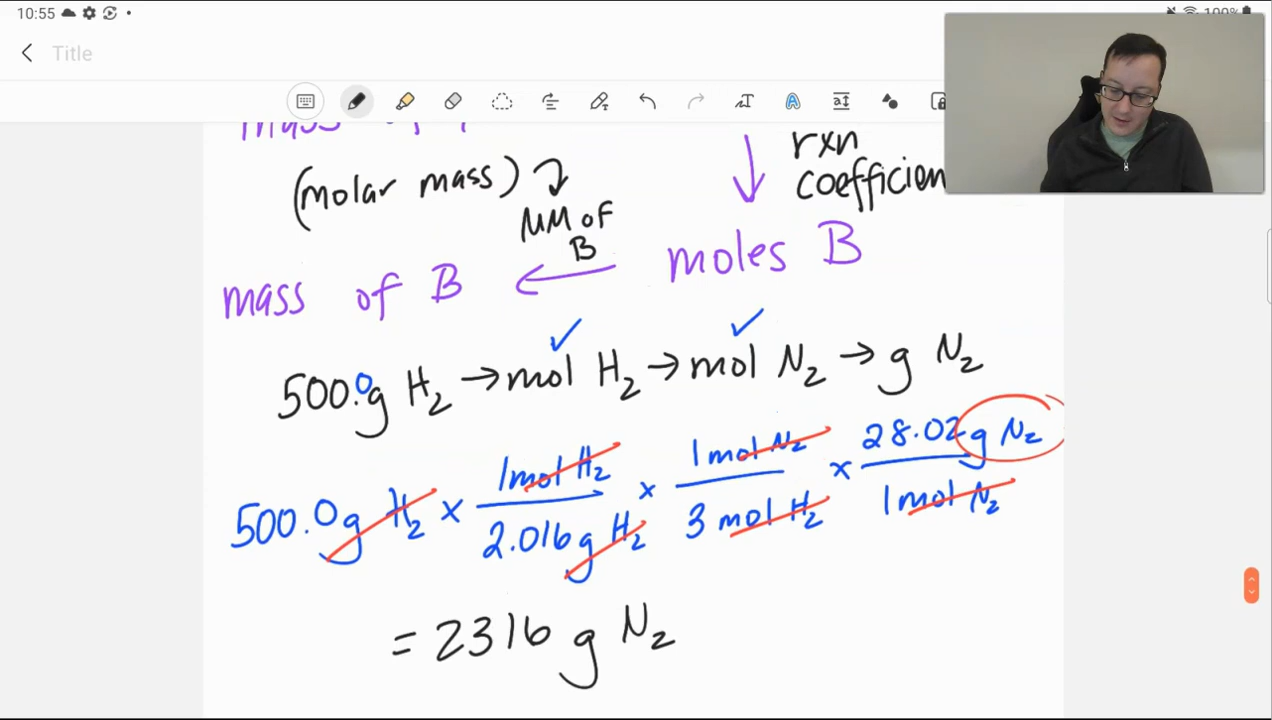 10:55
Title
mass of
(molar mass)
MM of
B
rxn
coefficien
mass of B
moles B
500.0g H₂ → mol H₂ → mol N₂ → g N₂
500.0g H₂ × 1mol H₂ / 2.016g H₂ × 1mol N₂ / 3 mol H₂ × 28.02g N₂ / 1mol N₂
= 2316 g N₂